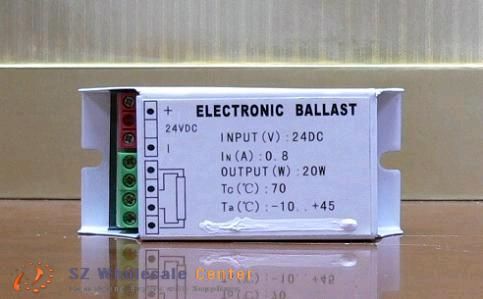 ELECTRONIC BALLAST
+
24VDC
INPUT(V):24DC
IN(A):0.8
OUTPUT(W):20W
Tc(℃):70
Ta(℃):-10..+45
SZ Wholesale Center